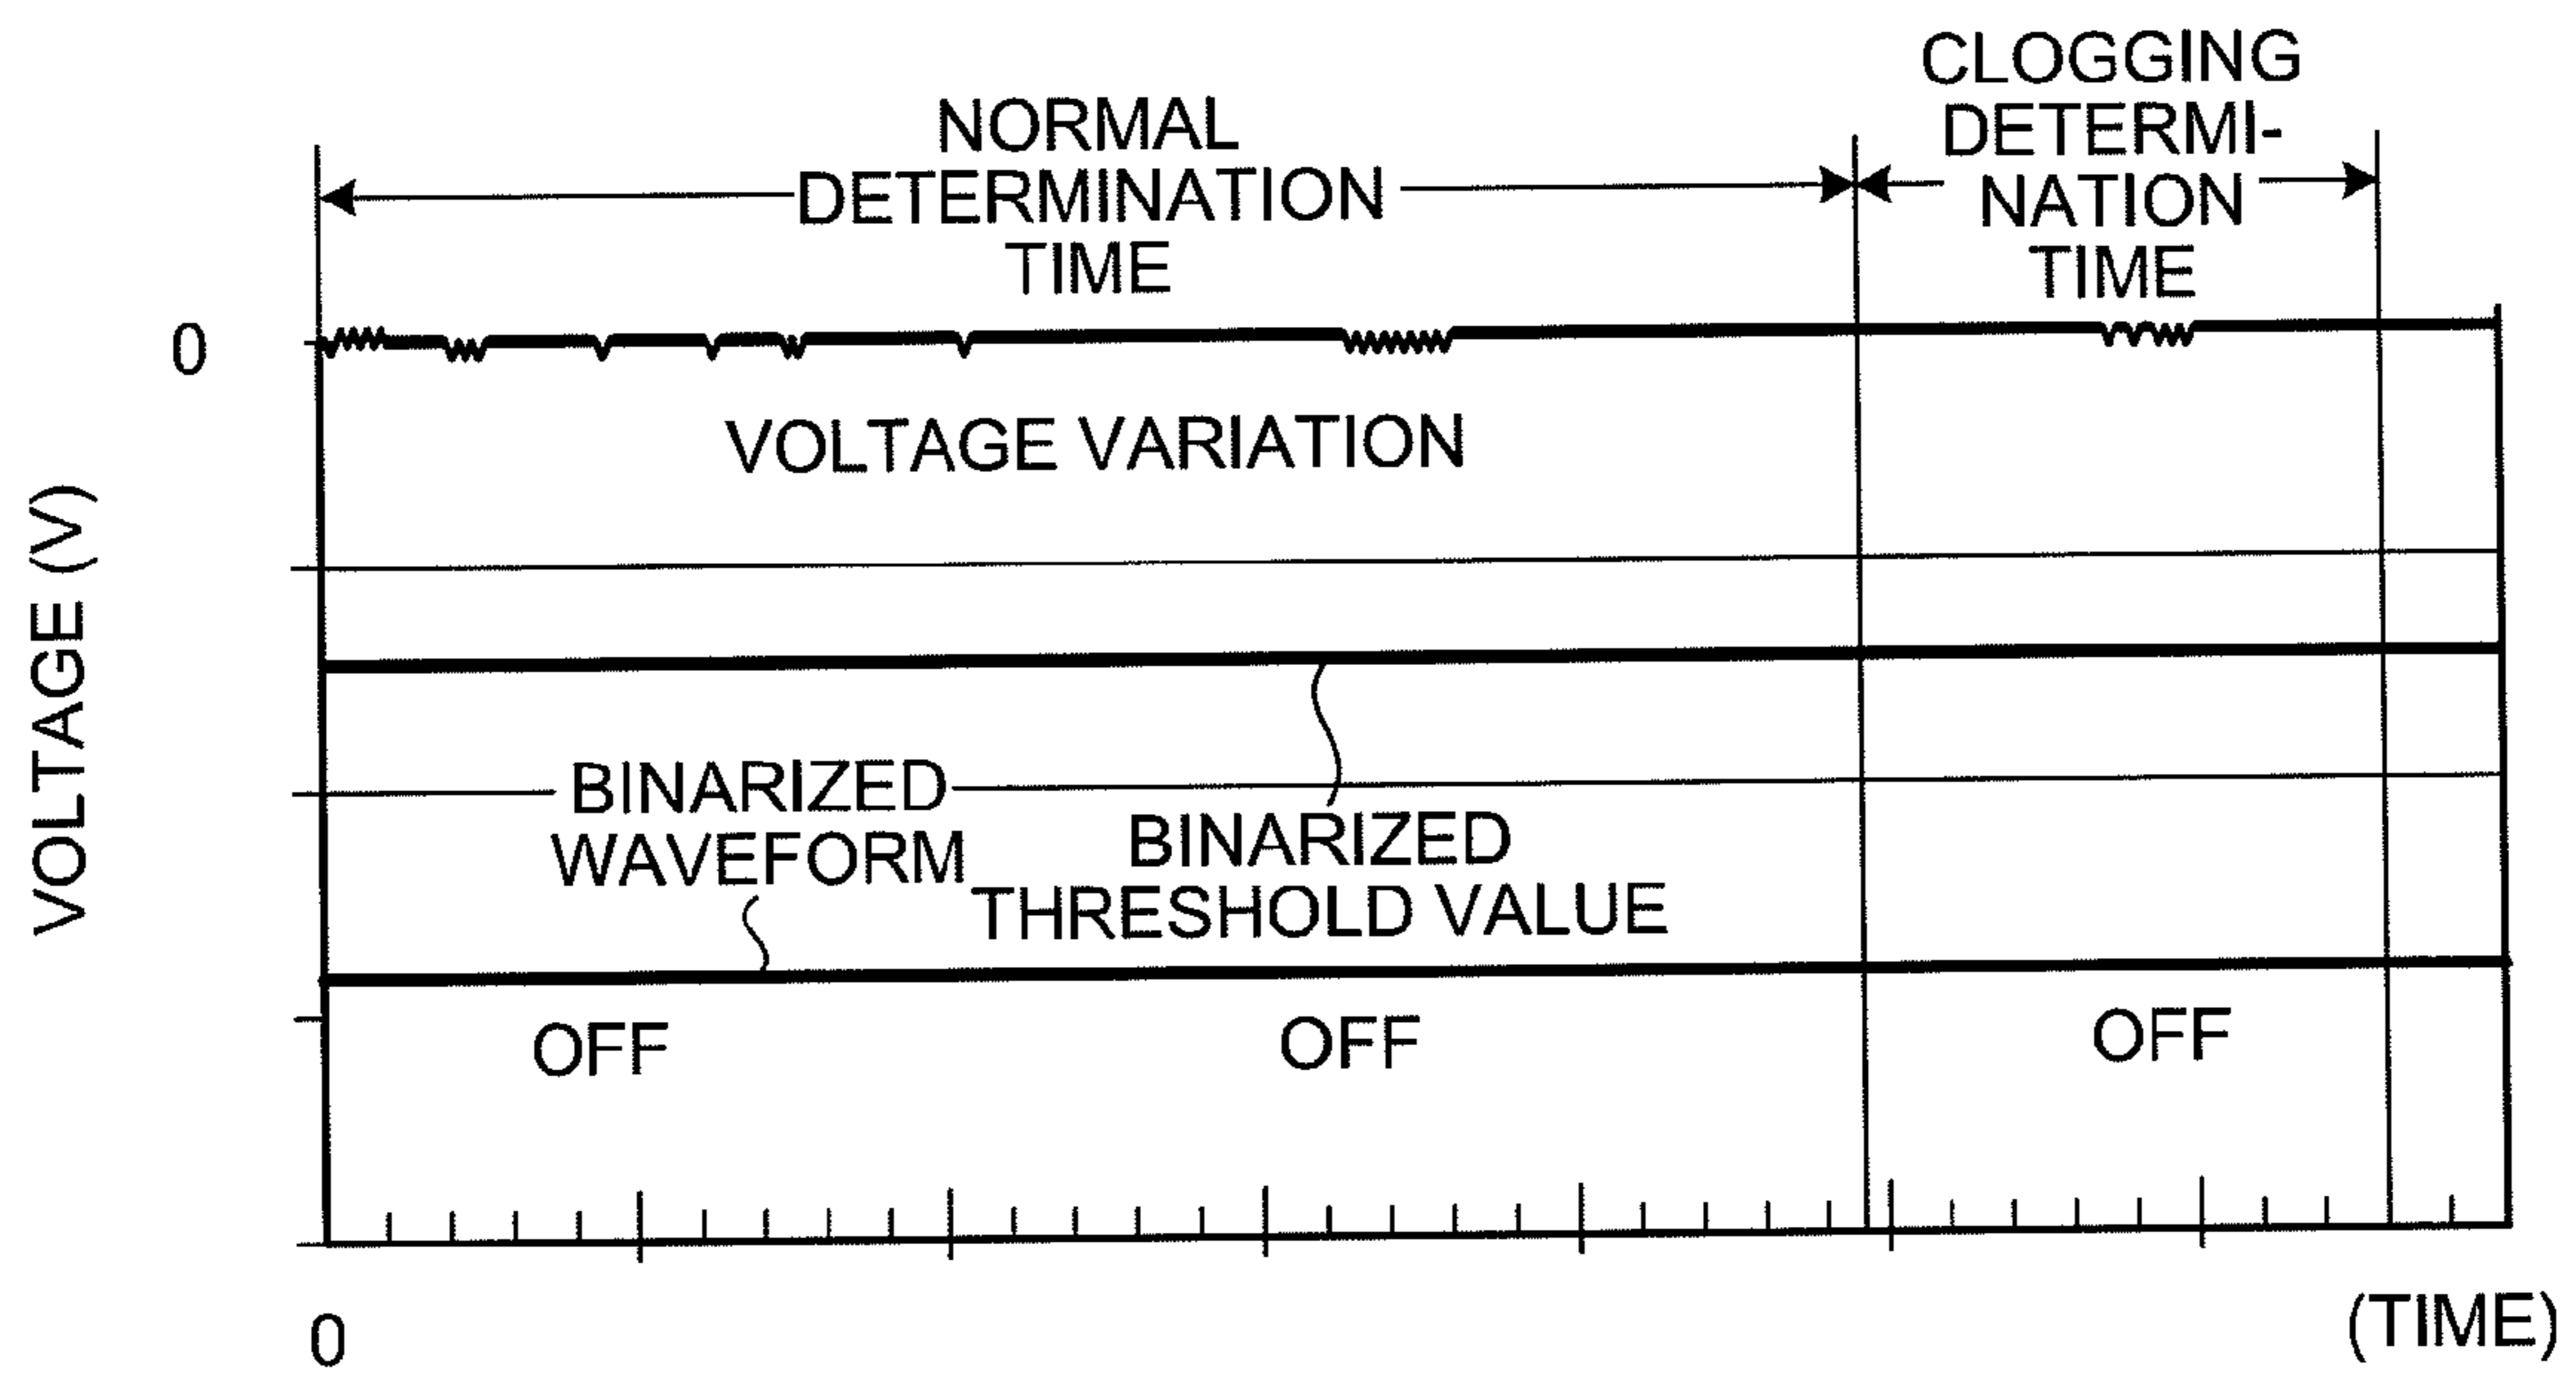 CLOGGING
DETERMI-
NATION
TIME
NORMAL
DETERMINATION
TIME
0
VOLTAGE VARIATION
VOLTAGE (V)
BINARIZED
WAVEFORM
BINARIZED
THRESHOLD VALUE
OFF
OFF
OFF
0
(TIME)